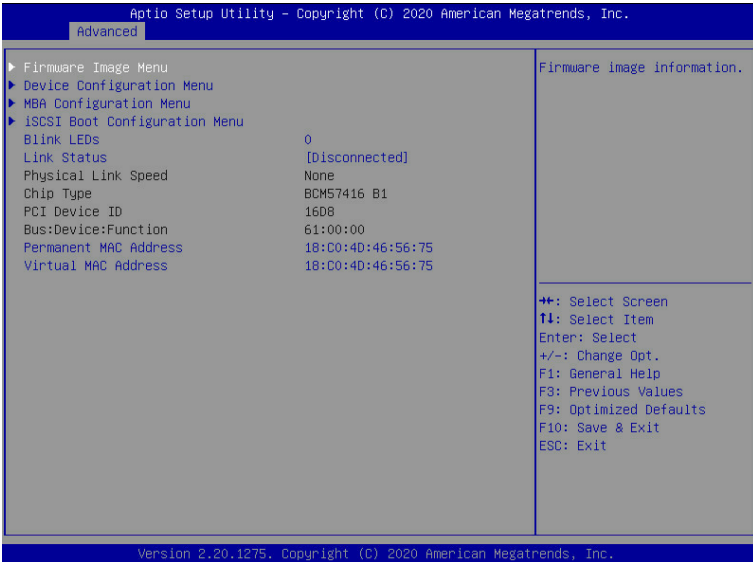 Aptio Setup Utility – Copyright (C) 2020 American Megatrends, Inc.
Advanced
Firmware Image Menu
Device Configuration Menu
MBA Configuration Menu
iSCSI Boot Configuration Menu
Blink LEDs 0
Link Status [Disconnected]
Physical Link Speed None
Chip Type BCM57416 B1
PCI Device ID 16D8
Bus:Device:Function 61:00:00
Permanent MAC Address 18:C0:4D:46:56:75
Virtual MAC Address 18:C0:4D:46:56:75
Firmware image information.
→←: Select Screen
↑↓: Select Item
Enter: Select
+/-: Change Opt.
F1: General Help
F3: Previous Values
F9: Optimized Defaults
F10: Save & Exit
ESC: Exit
Version 2.20.1275. Copyright (C) 2020 American Megatrends, Inc.